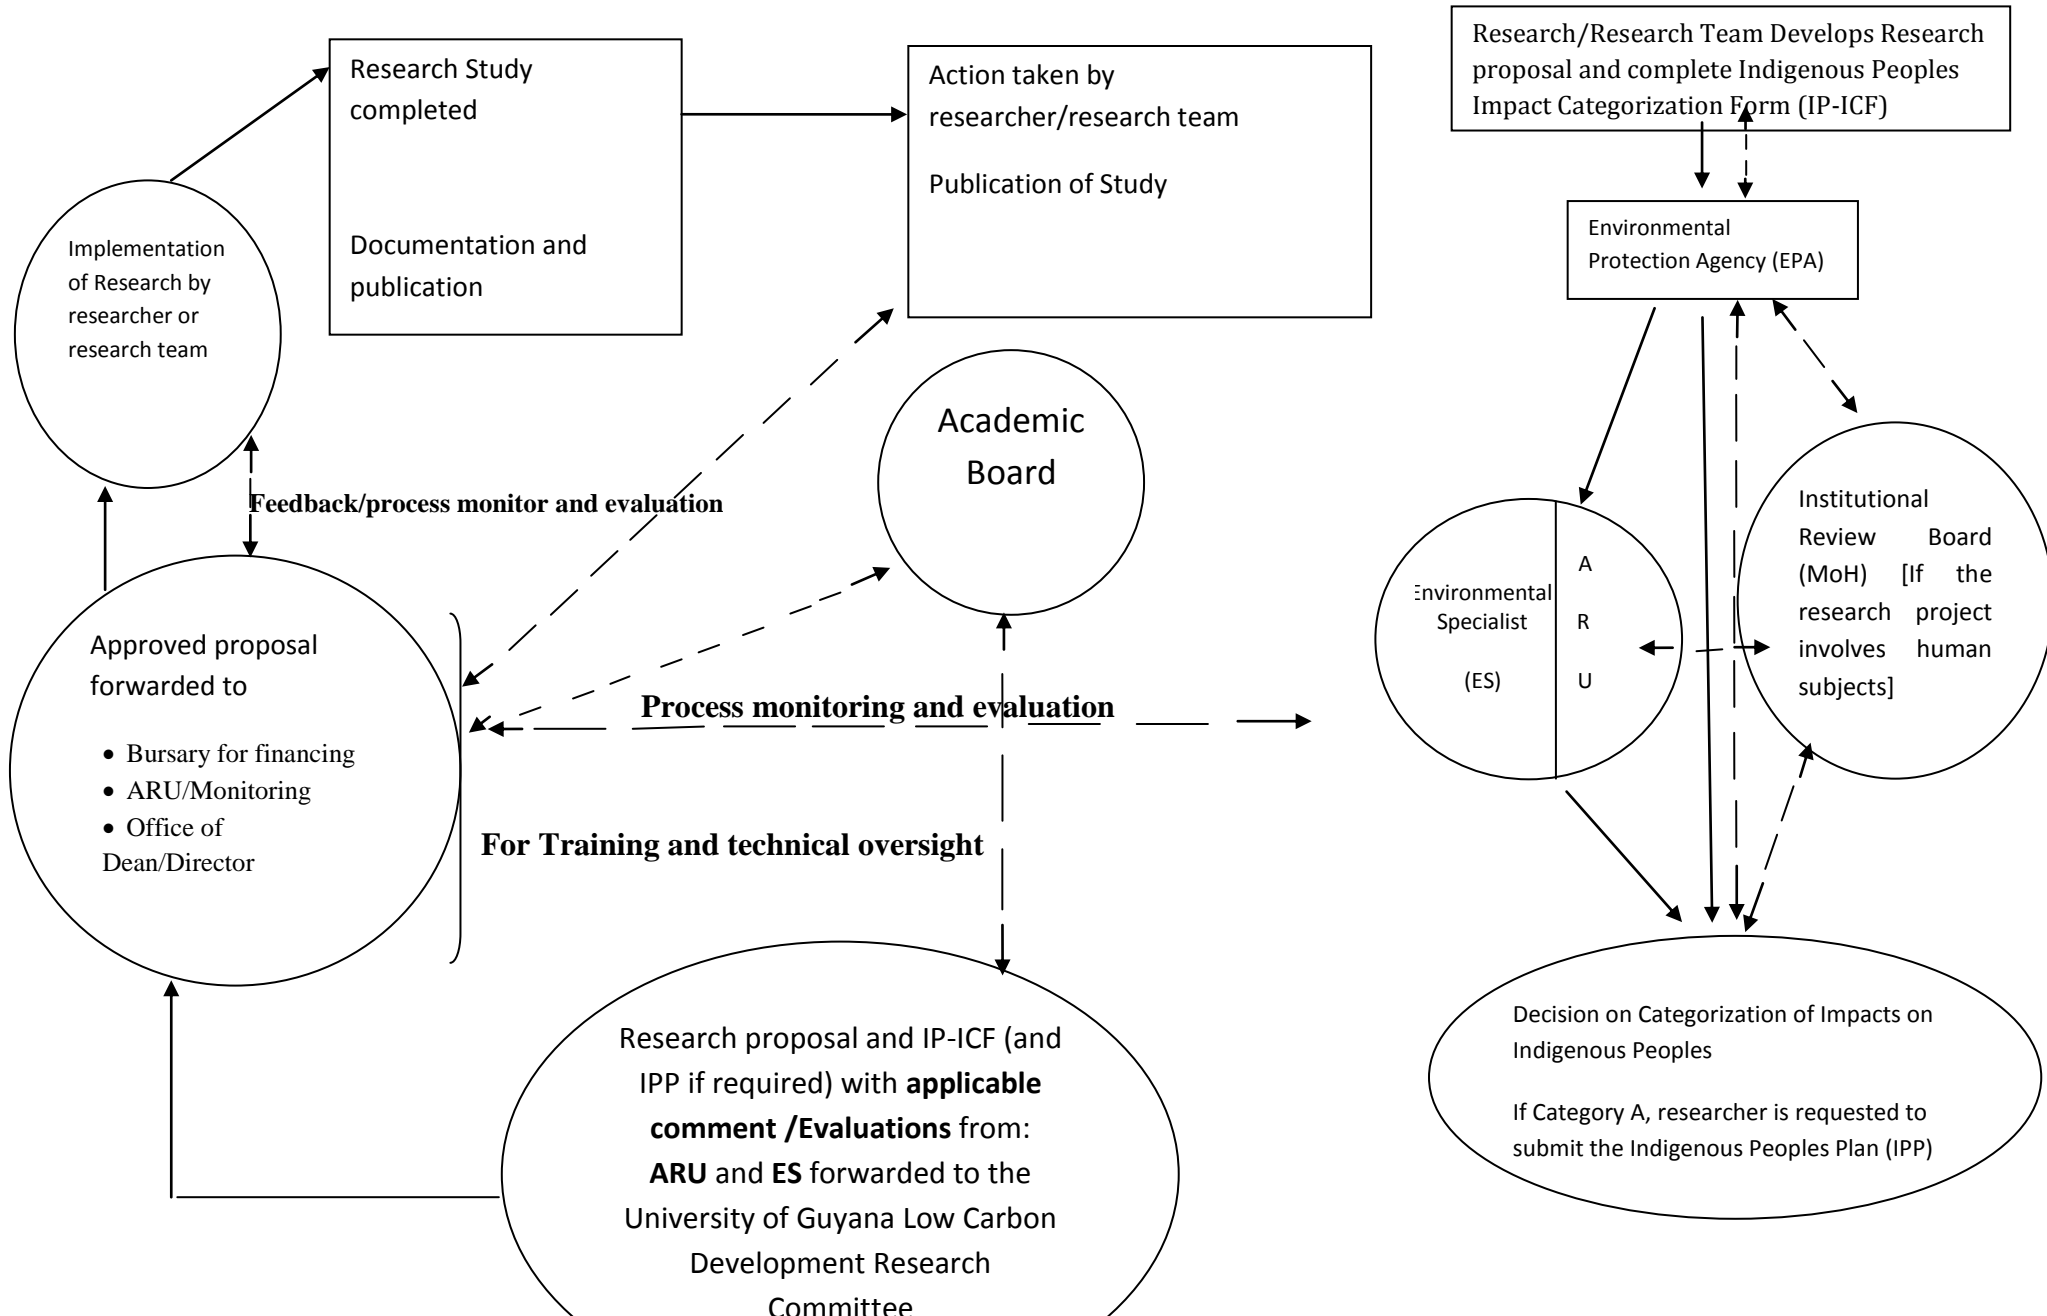 Research Study
completed
Documentation and
publication
Action taken by
researcher/research team
Publication of Study
Research/Research Team Develops Research
proposal and complete Indigenous Peoples
Impact Categorization Form (IP-ICF)
Environmental
Protection Agency (EPA)
Implementation
of Research by
researcher or
research team
Academic
Board
Feedback/process monitor and evaluation
Environmental
Specialist
(ES)
A
R
U
Institutional
Review Board
(MoH) [If the
research project
involves human
subjects]
Approved proposal
forwarded to
• Bursary for financing
• ARU/Monitoring
• Office of
Dean/Director
Process monitoring and evaluation
For Training and technical oversight
Research proposal and IP-ICF (and
IPP if required) with applicable
comment /Evaluations from:
ARU and ES forwarded to the
University of Guyana Low Carbon
Development Research
Committee
Decision on Categorization of Impacts on
Indigenous Peoples
If Category A, researcher is requested to
submit the Indigenous Peoples Plan (IPP)